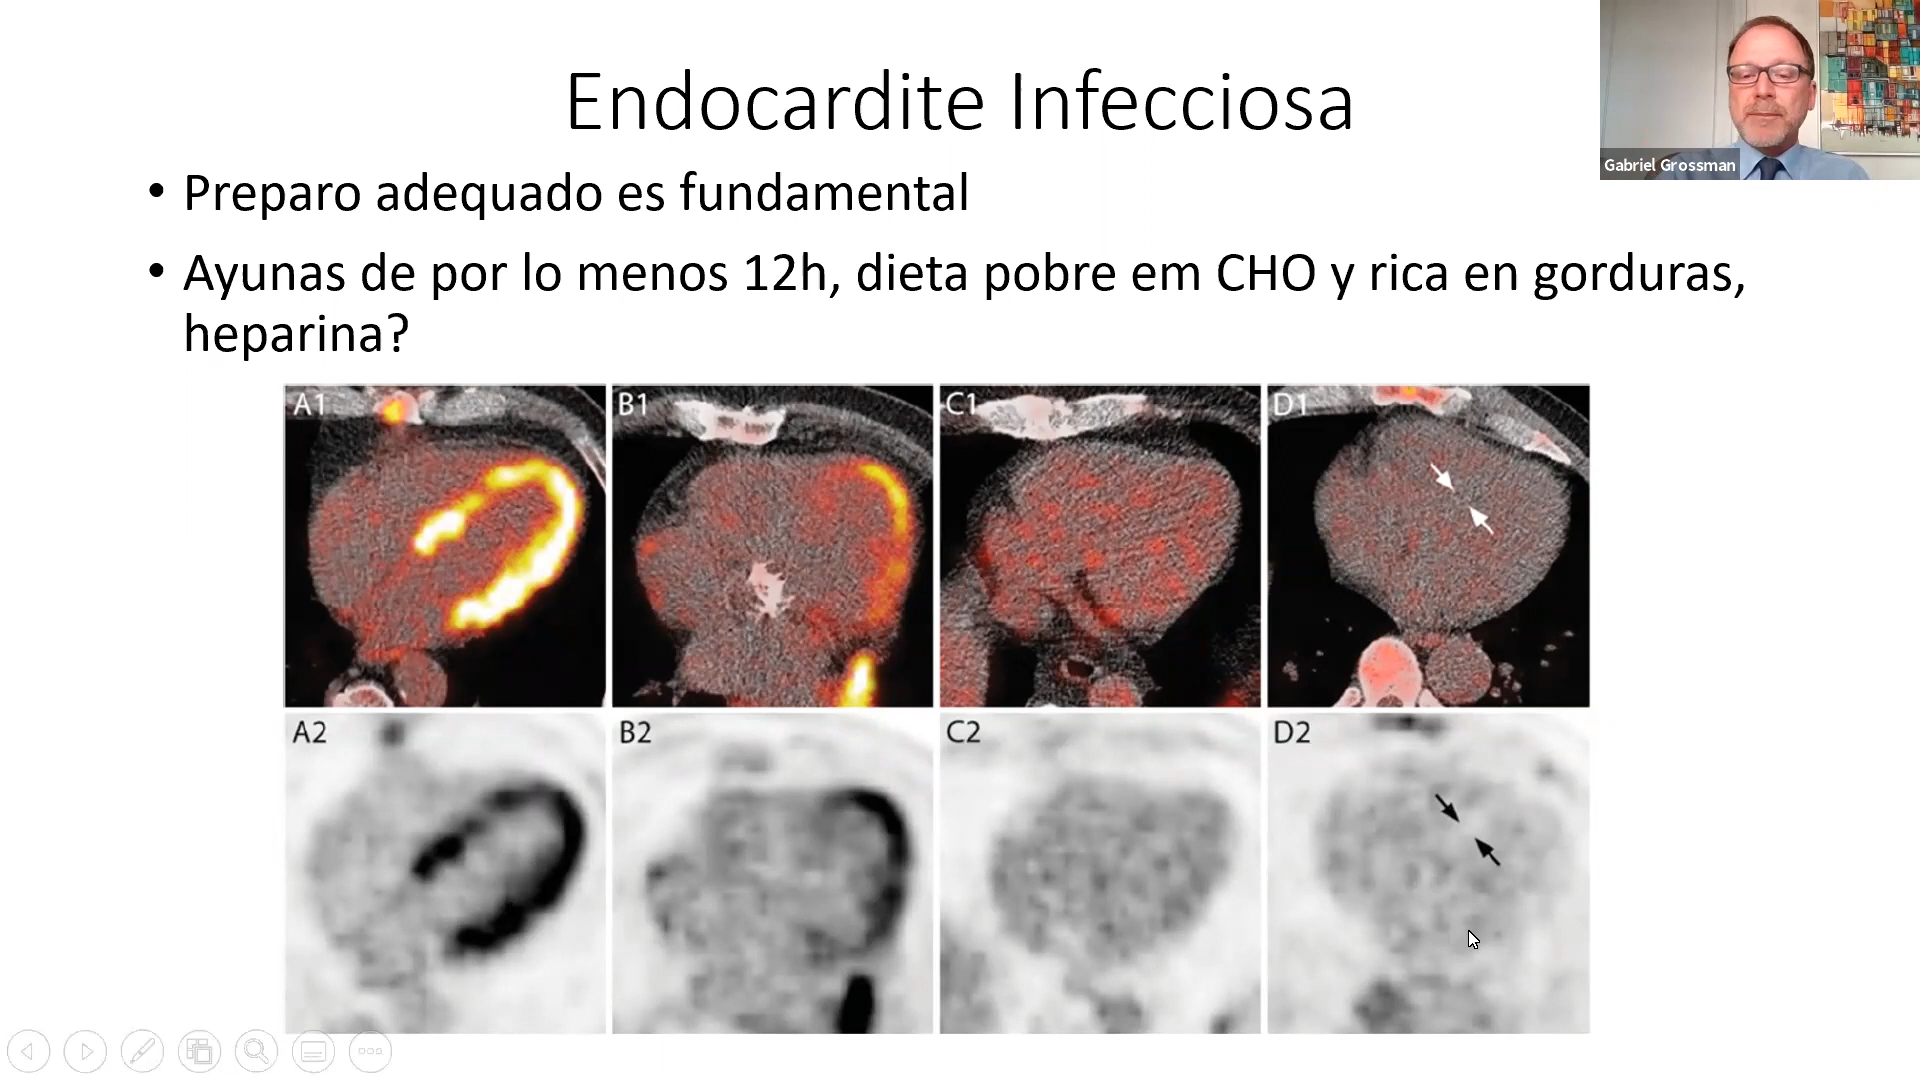 Endocardite Infecciosa
Gabriel Grossman
• Preparo adequado es fundamental
• Ayunas de por lo menos 12h, dieta pobre em CHO y rica en gorduras,
heparina?
A1
B1
C1
D1
A2
B2
C2
D2